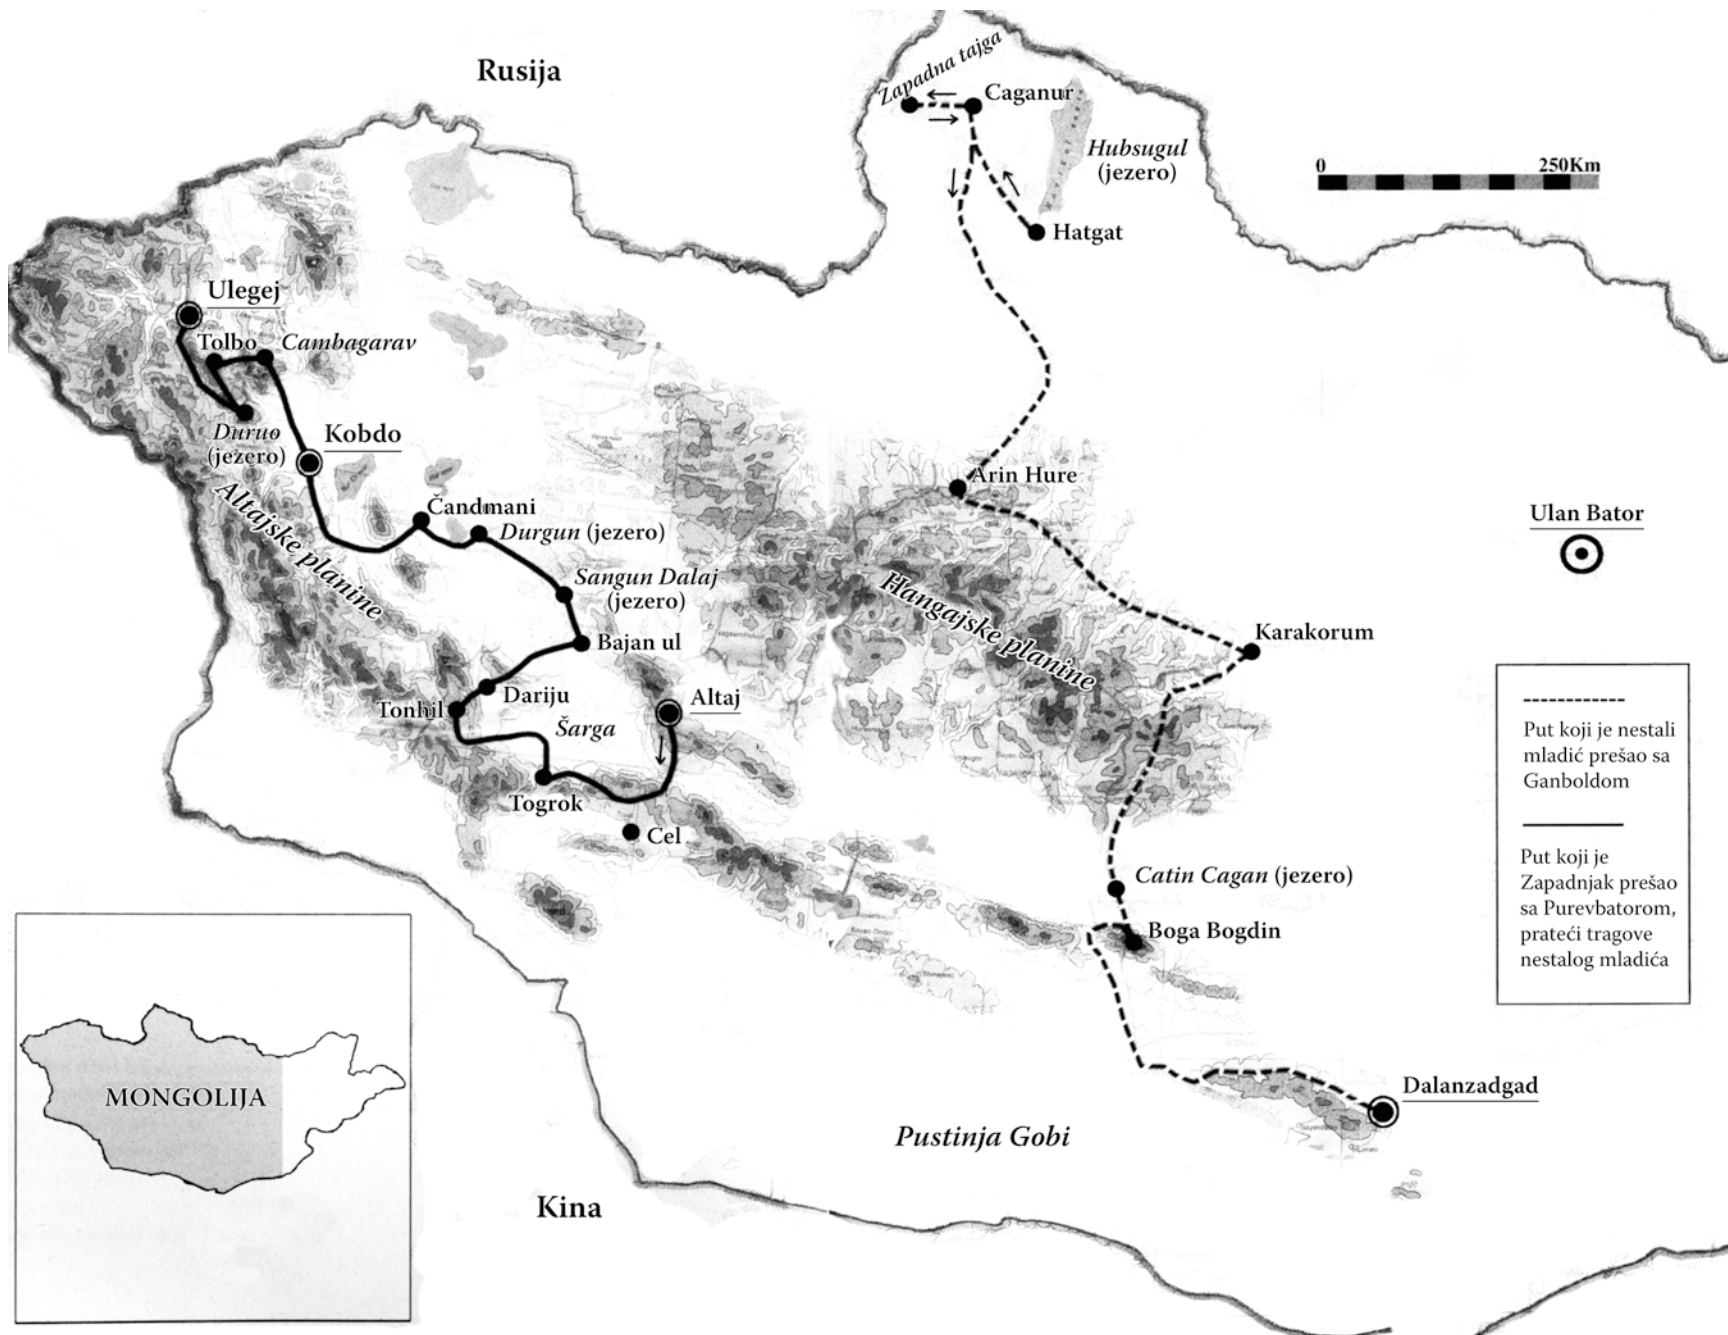 Rusija
Zapadna tajga
Caganur
Hubsugul
(jezero)
0
250Km
Hatgat
Ulegej
Tolbo
Cambagarav
Duruo
(jezero)
Kobdo
Altajske planine
Čandmani
Durgun (jezero)
Sangun Dalaj
(jezero)
Bajan ul
Dariju
Tonhil
Šarga
Altaj
Togrok
Cel
Arin Hure
Hangajske planine
Karakorum
Ulan Bator
Catin Cagan (jezero)
Boga Bogdin
Dalanzadgad
Pustinja Gobi
Kina
Put koji je nestali
mladić prešao sa
Ganboldom
Put koji je
Zapadnjak prešao
sa Purevbatorom,
prateći tragove
nestalog mladića
MONGOLIJA